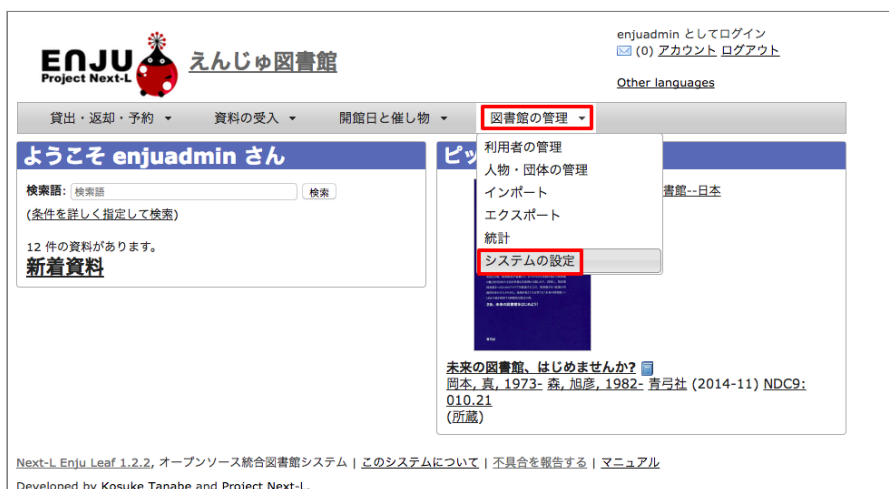 enjuadmin としてログイン
(0) アカウント ログアウト
Other languages
ENJU
Project Next-L
えんじゅ図書館
貸出・返却・予約 資料の受入 開館日と催し物 図書館の管理
ようこそ enjuadmin さん
検索語: 検索語 検索
(条件を詳しく指定して検索)
12 件の資料があります。
新着資料
ピッ
利用者の管理
人物・団体の管理
インポート
エクスポート
統計
システムの設定
書館--日本
未来の図書館、はじめませんか?
岡本, 真, 1973- 森, 旭彦, 1982- 青弓社 (2014-11) NDC9:
010.21
(所蔵)
Next-L Enju Leaf 1.2.2, オープンソース統合図書館システム | このシステムについて | 不具合を報告する | マニュアル
Developed by Kosuke Tanabe and Project Next-L.